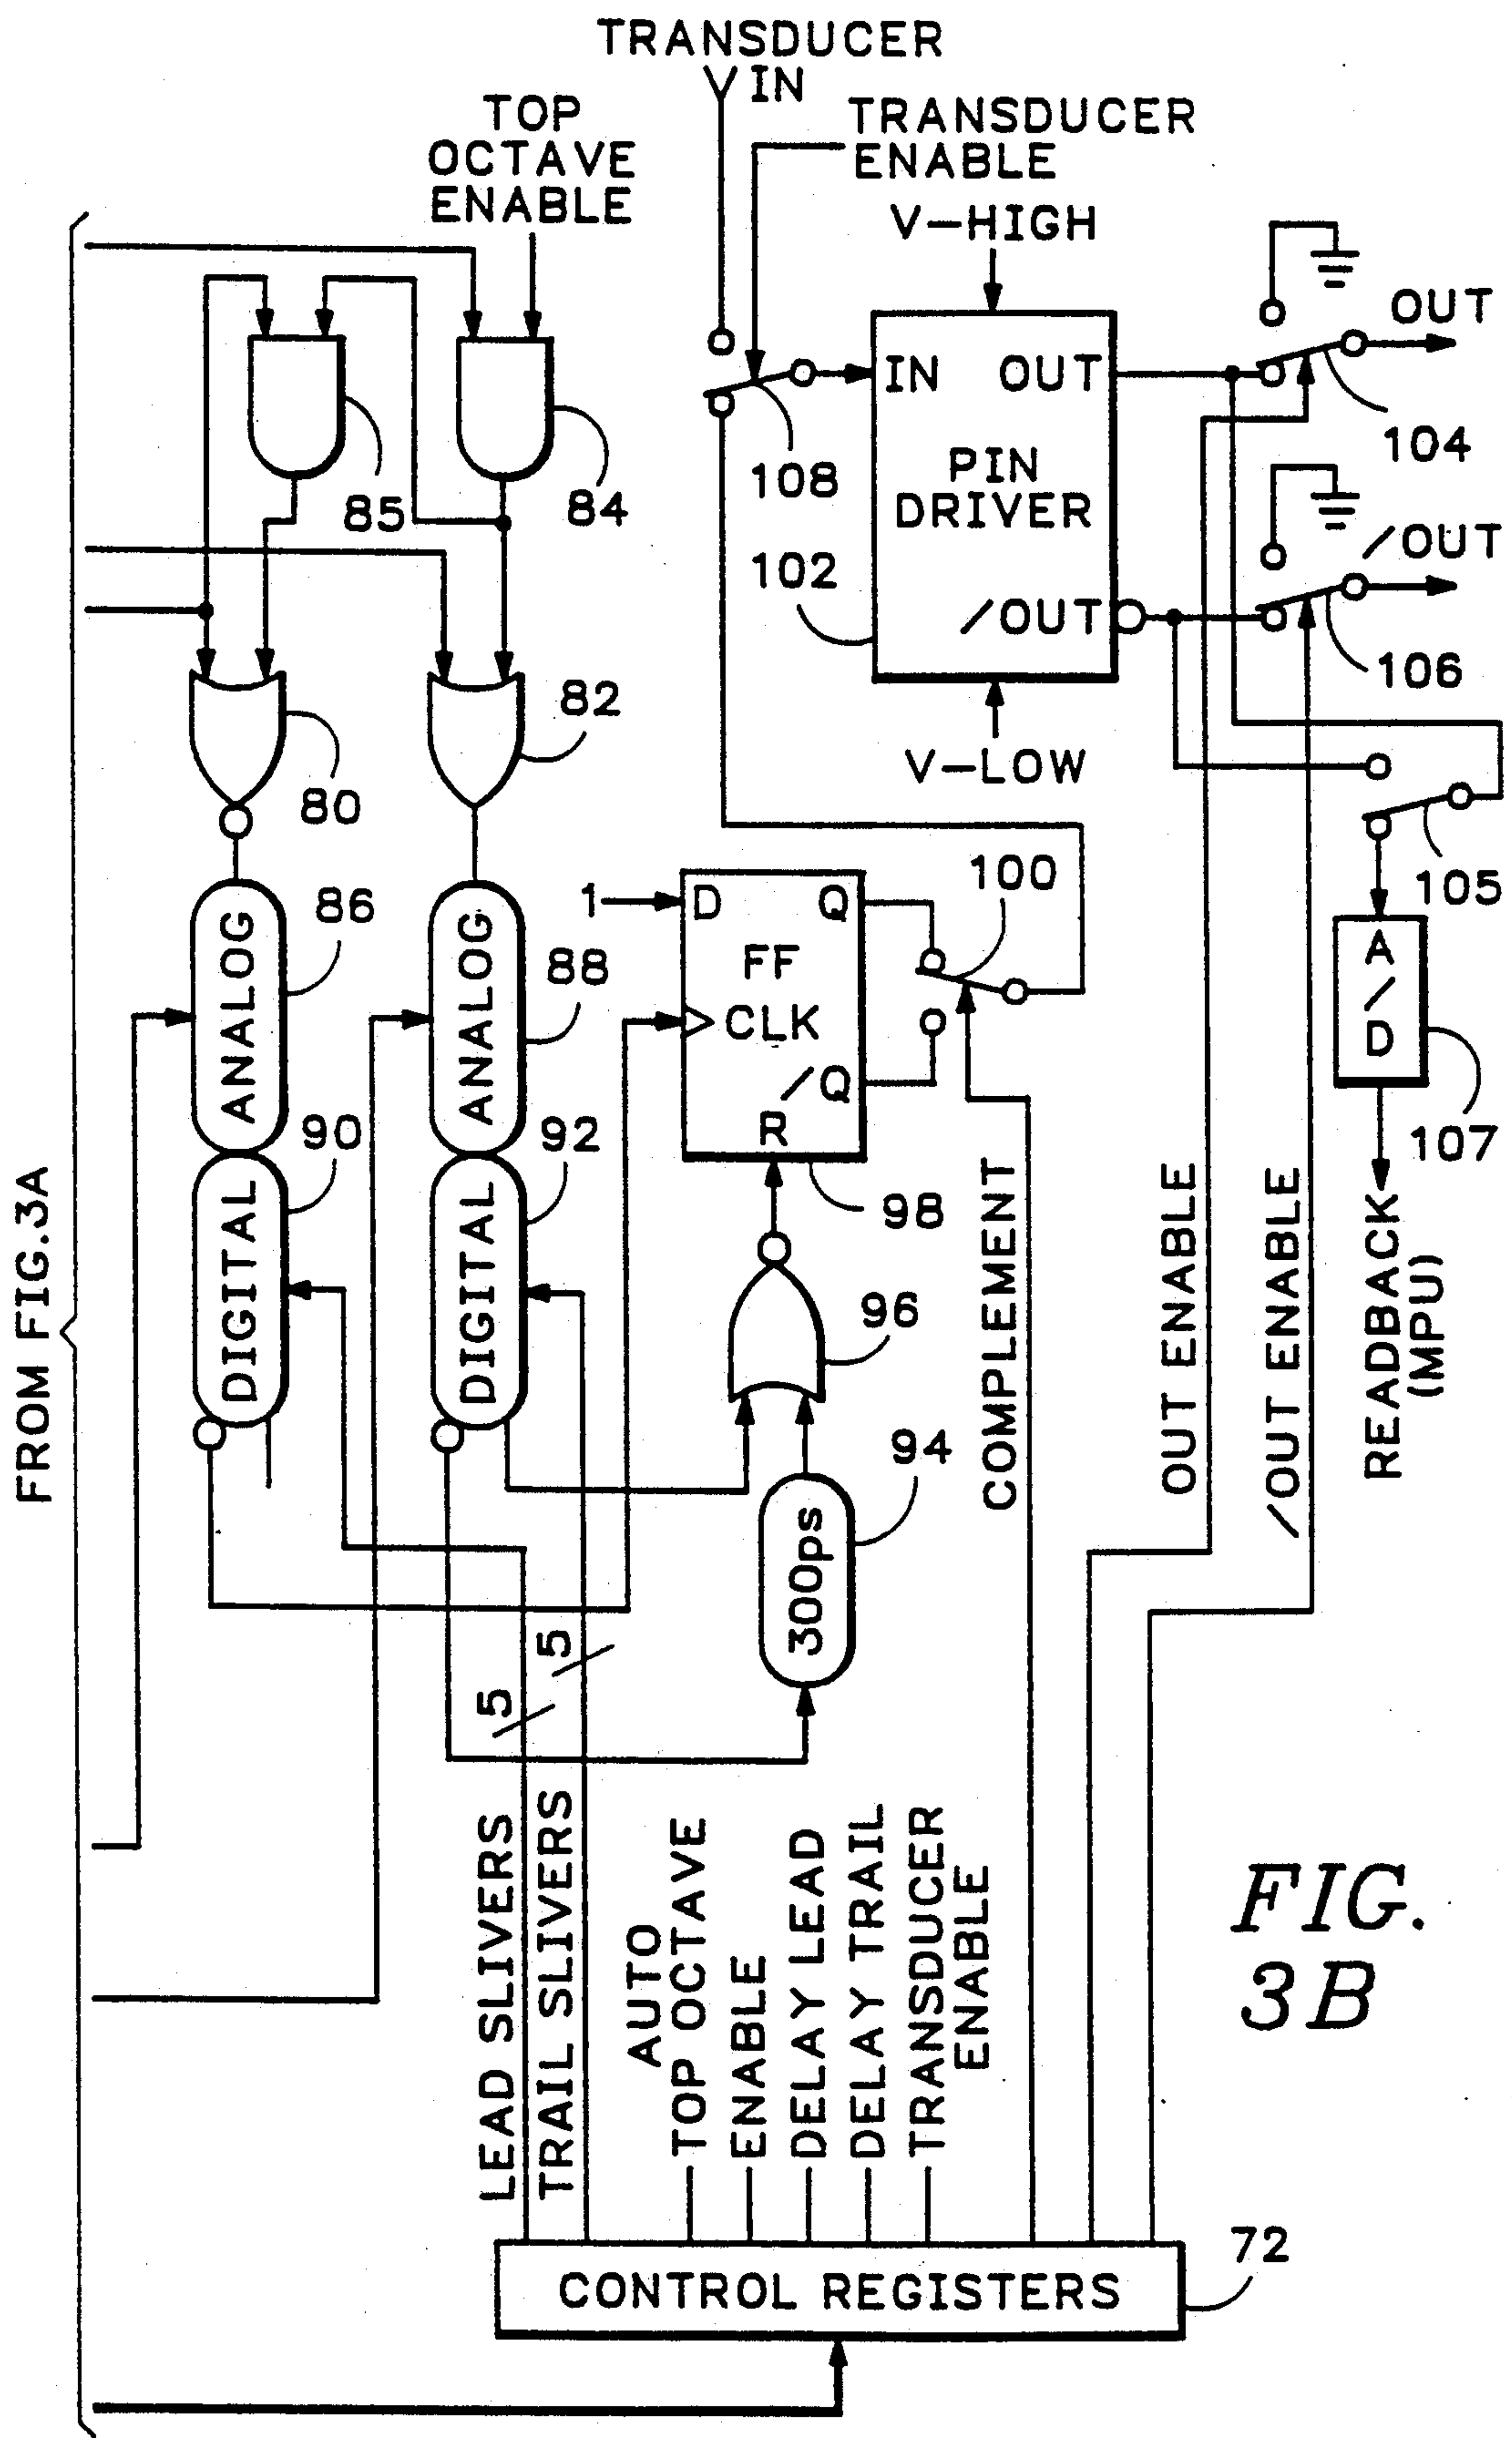 TRANSDUCER
V IN
TOP
OCTAVE
ENABLE
TRANSDUCER
ENABLE
V-HIGH
IN
OUT
PIN
DRIVER
/OUT
V-LOW
OUT
/OUT
85
84
108
102
104
106
105
80
82
86
88
90
92
ANALOG
ANALOG
DIGITAL
DIGITAL
1
D
Q
FF
CLK
/Q
R
100
98
96
94
300ps
A
/
D
107
READBACK
(MPU)
COMPLEMENT
OUT ENABLE
/OUT ENABLE
FROM FIG.3A
5
5
LEAD SLIVERS
TRAIL SLIVERS
AUTO
TOP OCTAVE
ENABLE
DELAY LEAD
DELAY TRAIL
TRANSDUCER
ENABLE
CONTROL REGISTERS
72
FIG.
3B